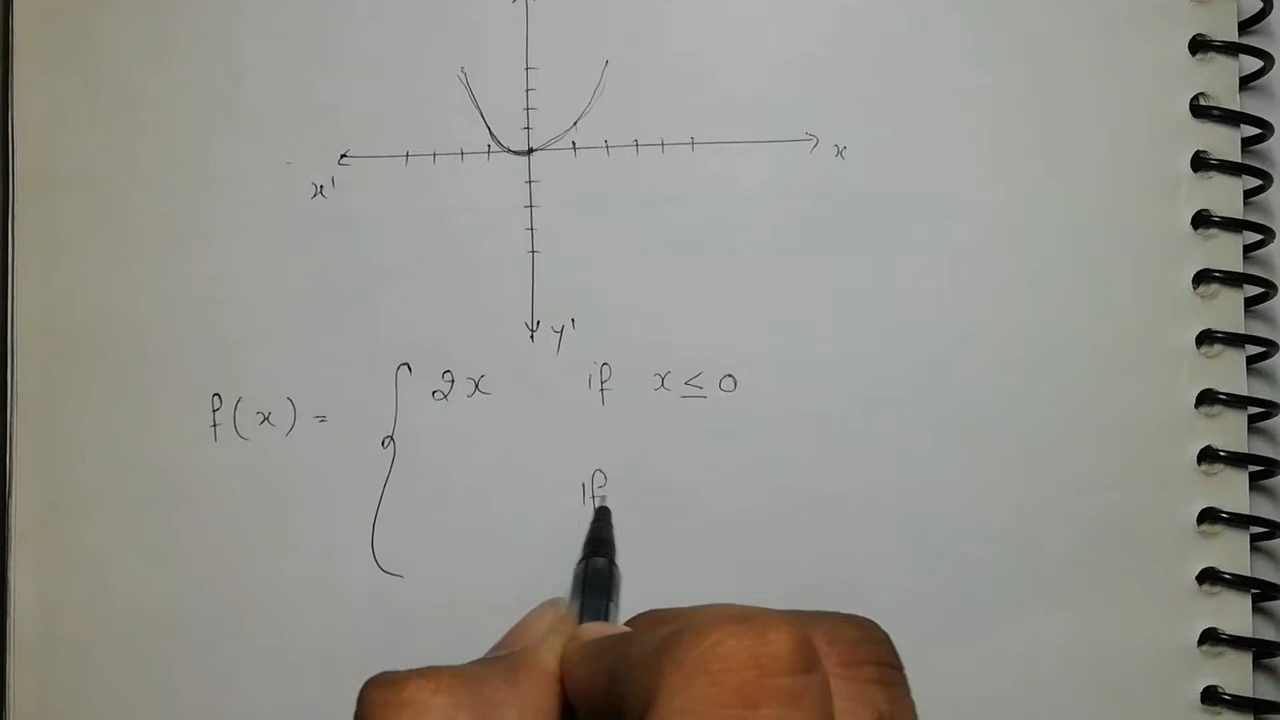 x' x
y'
f(x) = { 2x if x ≤ 0
if